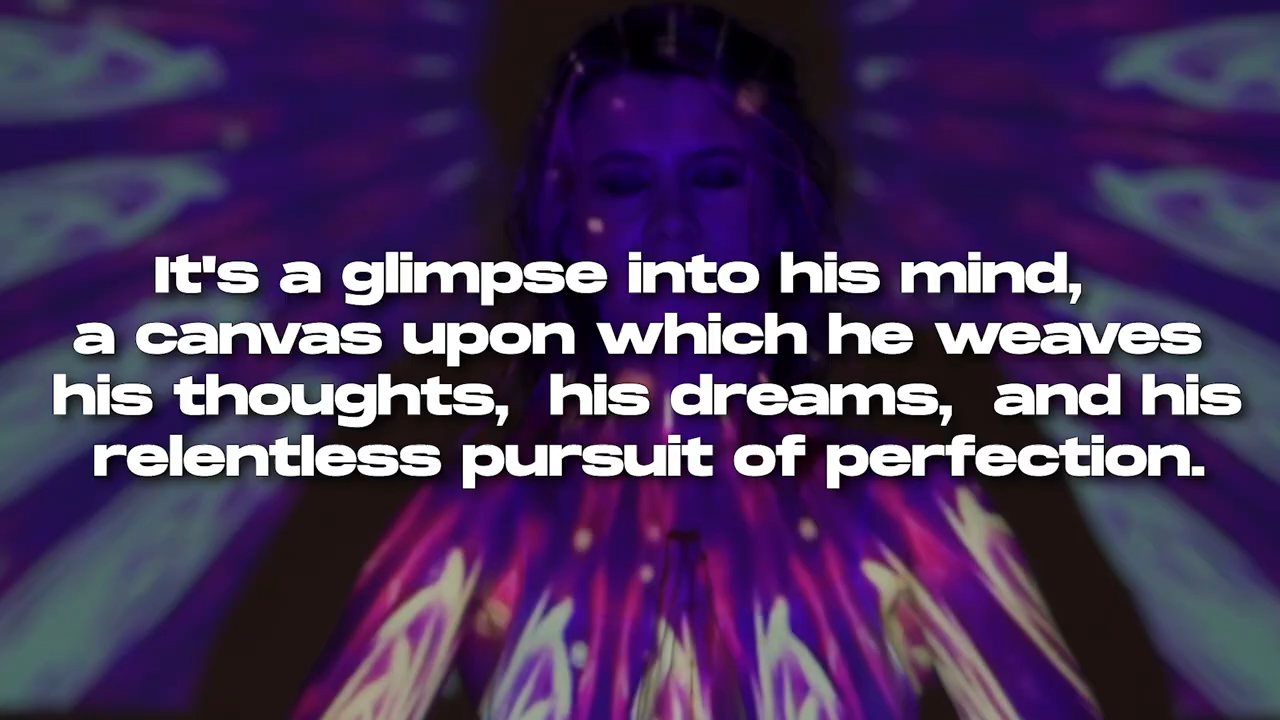 It's a glimpse into his mind,
a canvas upon which he weaves
his thoughts, his dreams, and his
relentless pursuit of perfection.